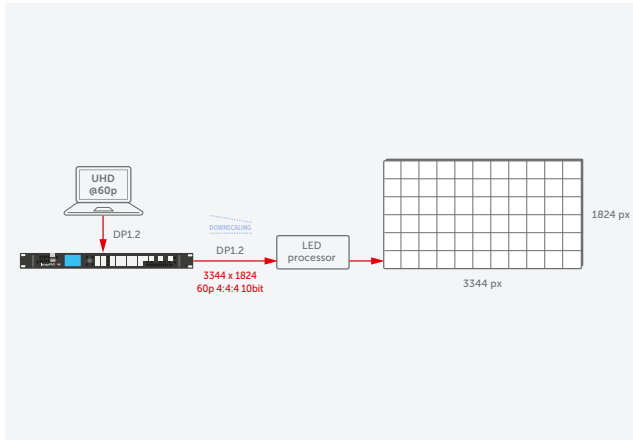 UHD
@60p
DP1.2
DOWNSCALING
DP1.2
3344 x 1824
60p 4:4:4 10bit
LED
processor
1824 px
3344 px